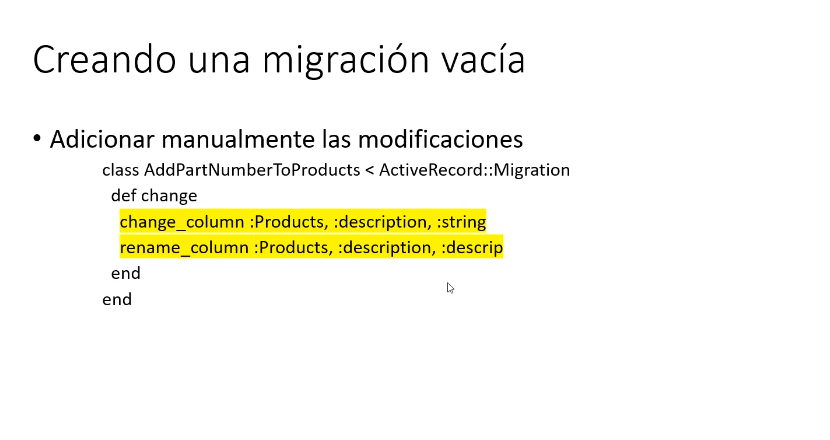 Creando una migración vacía
• Adicionar manualmente las modificaciones
class AddPartNumberToProducts < ActiveRecord::Migration
def change
change_column :Products, :description, :string
rename_column :Products, :description, :descrip
end
end